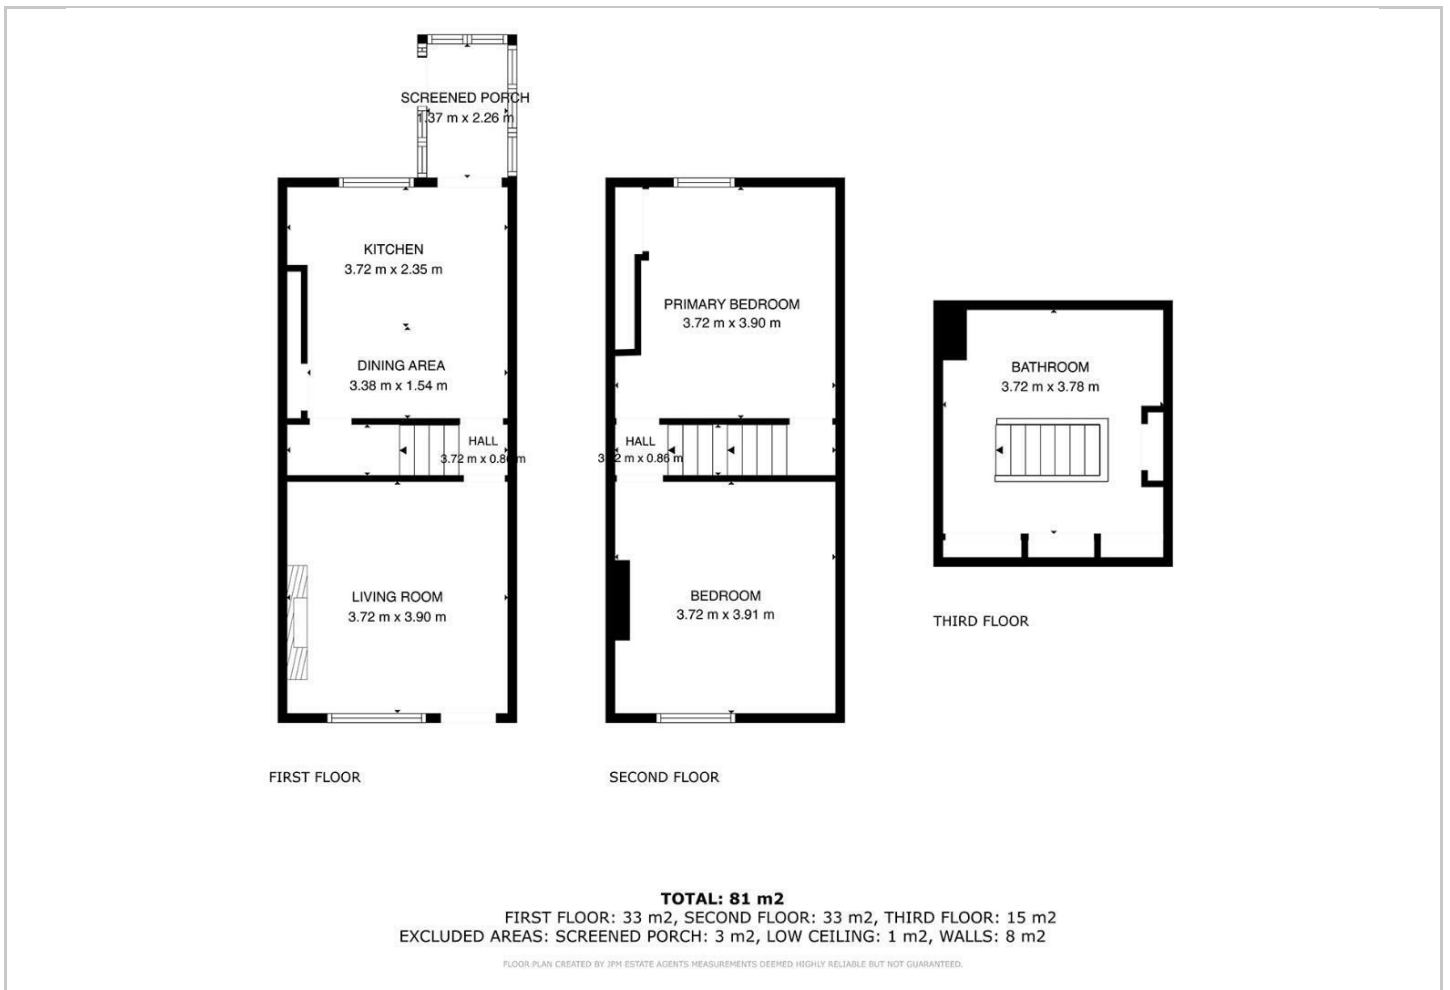 SCREENED PORCH
1.37 m x 2.26 m
KITCHEN
3.72 m x 2.35 m
DINING AREA
3.38 m x 1.54 m
HALL
3.72 m x 0.86 m
LIVING ROOM
3.72 m x 3.90 m
FIRST FLOOR
PRIMARY BEDROOM
3.72 m x 3.90 m
HALL
3.72 m x 0.86 m
BEDROOM
3.72 m x 3.91 m
SECOND FLOOR
BATHROOM
3.72 m x 3.78 m
THIRD FLOOR
TOTAL: 81 m2
FIRST FLOOR: 33 m2, SECOND FLOOR: 33 m2, THIRD FLOOR: 15 m2
EXCLUDED AREAS: SCREENED PORCH: 3 m2, LOW CEILING: 1 m2, WALLS: 8 m2
FLOOR PLAN CREATED BY JPM ESTATE AGENTS MEASUREMENTS DEEMED HIGHLY RELIABLE BUT NOT GUARANTEED.